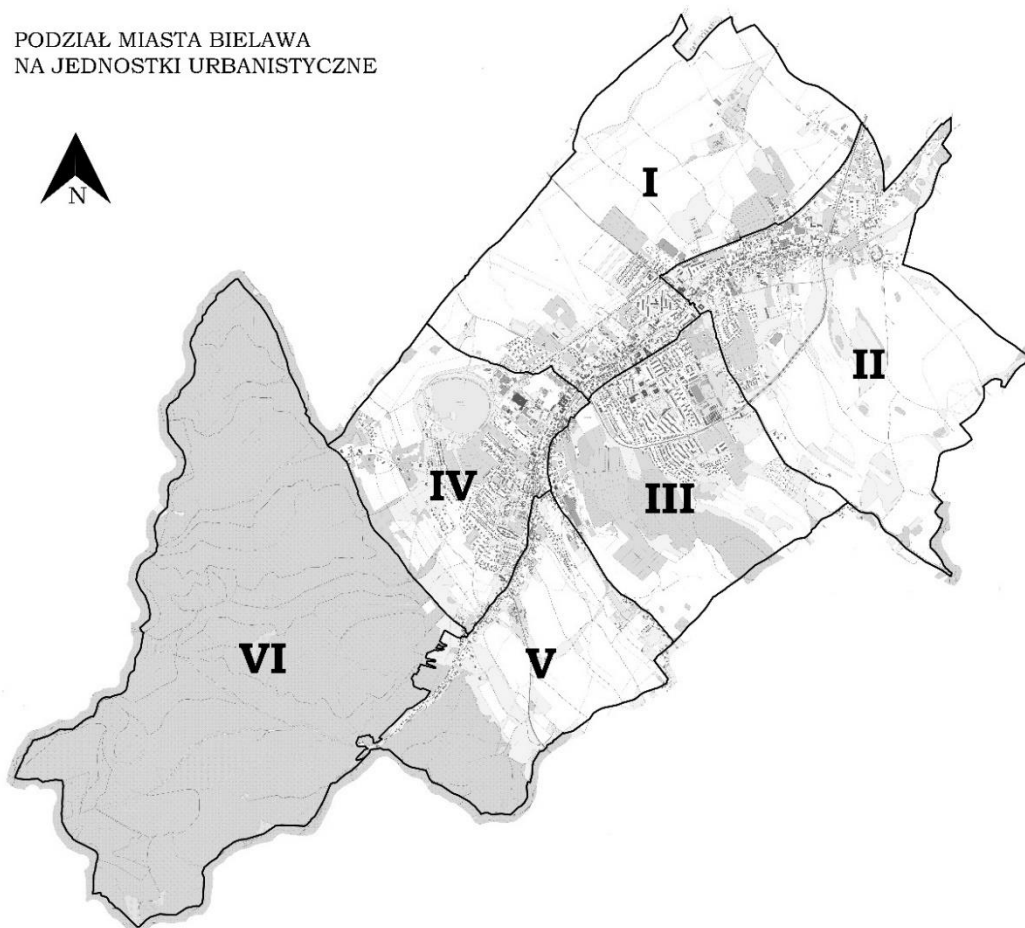 PODZIAŁ MIASTA BIELAWA
NA JEDNOSTKI URBANISTYCZNE
N
I
II
III
IV
V
VI